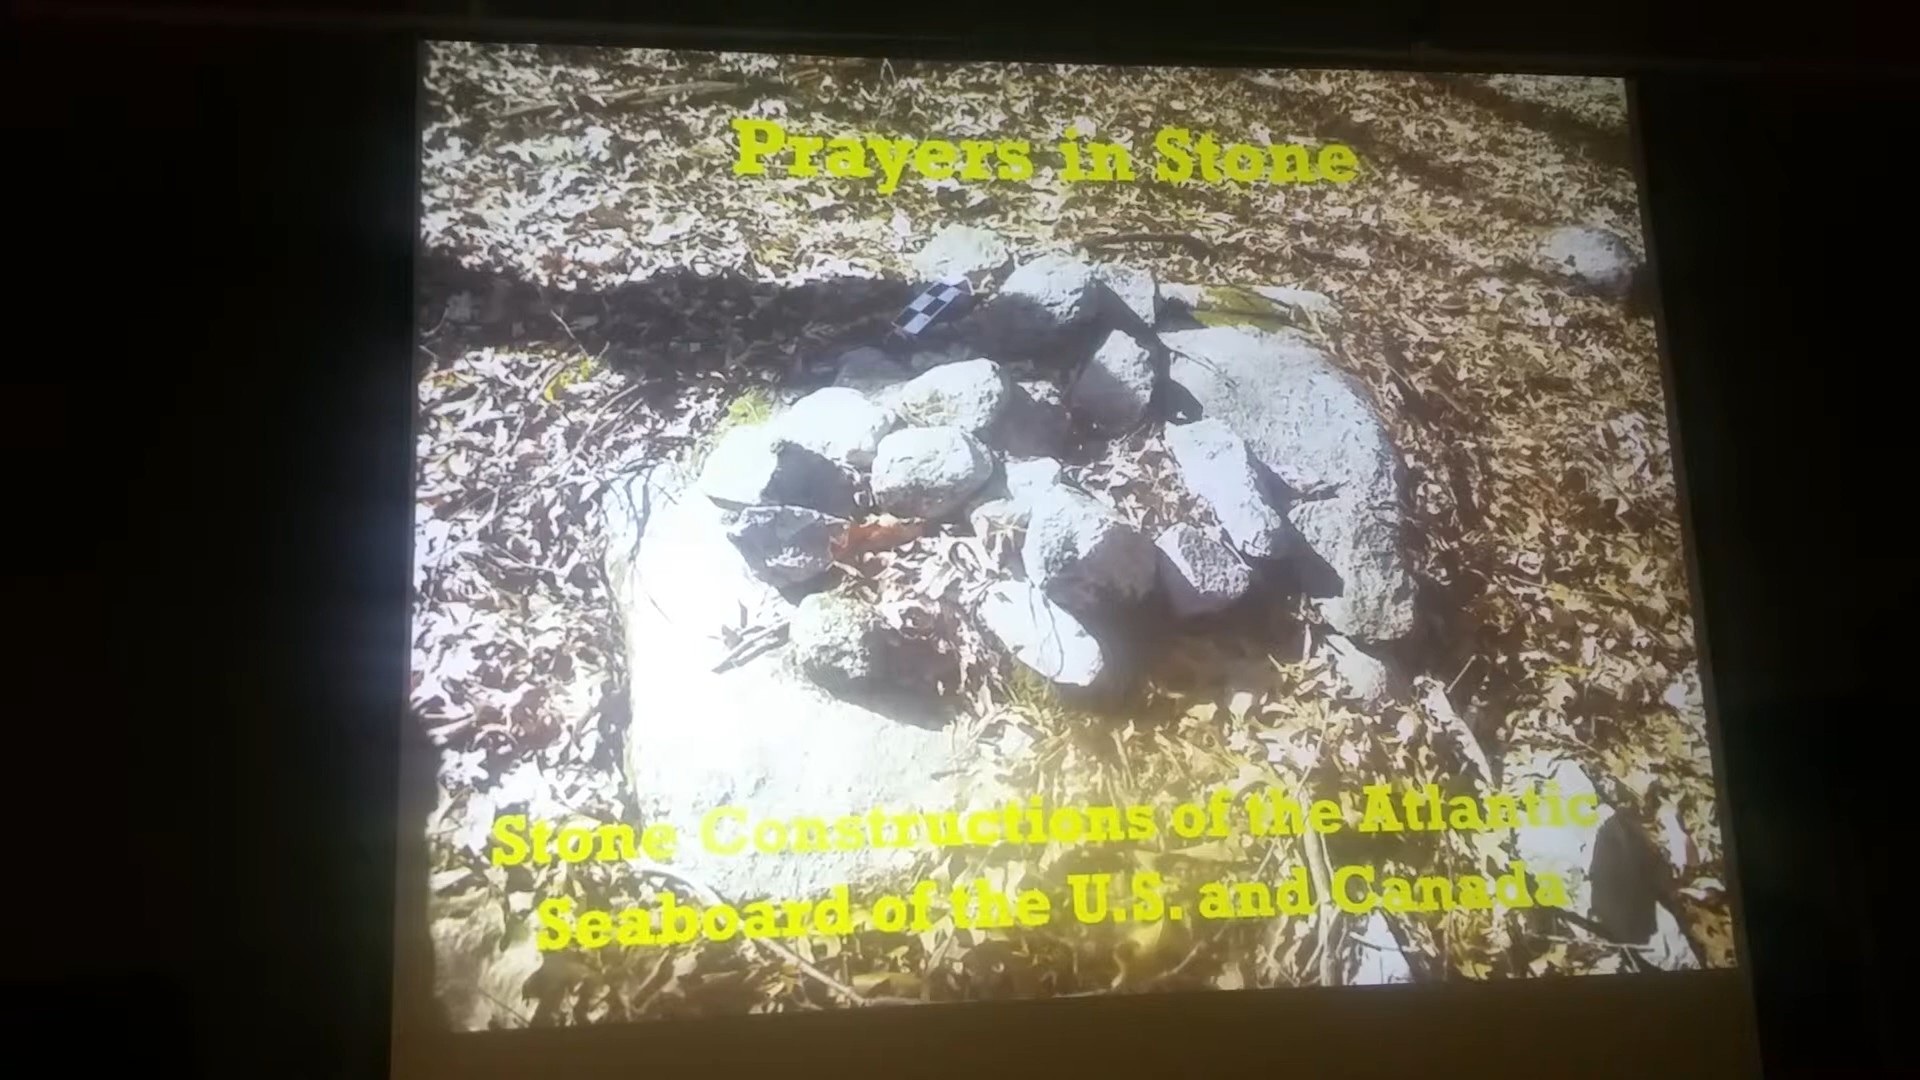 Prayers in Stone
Stone Constructions of the Atlantic
Seaboard of the U.S. and Canada